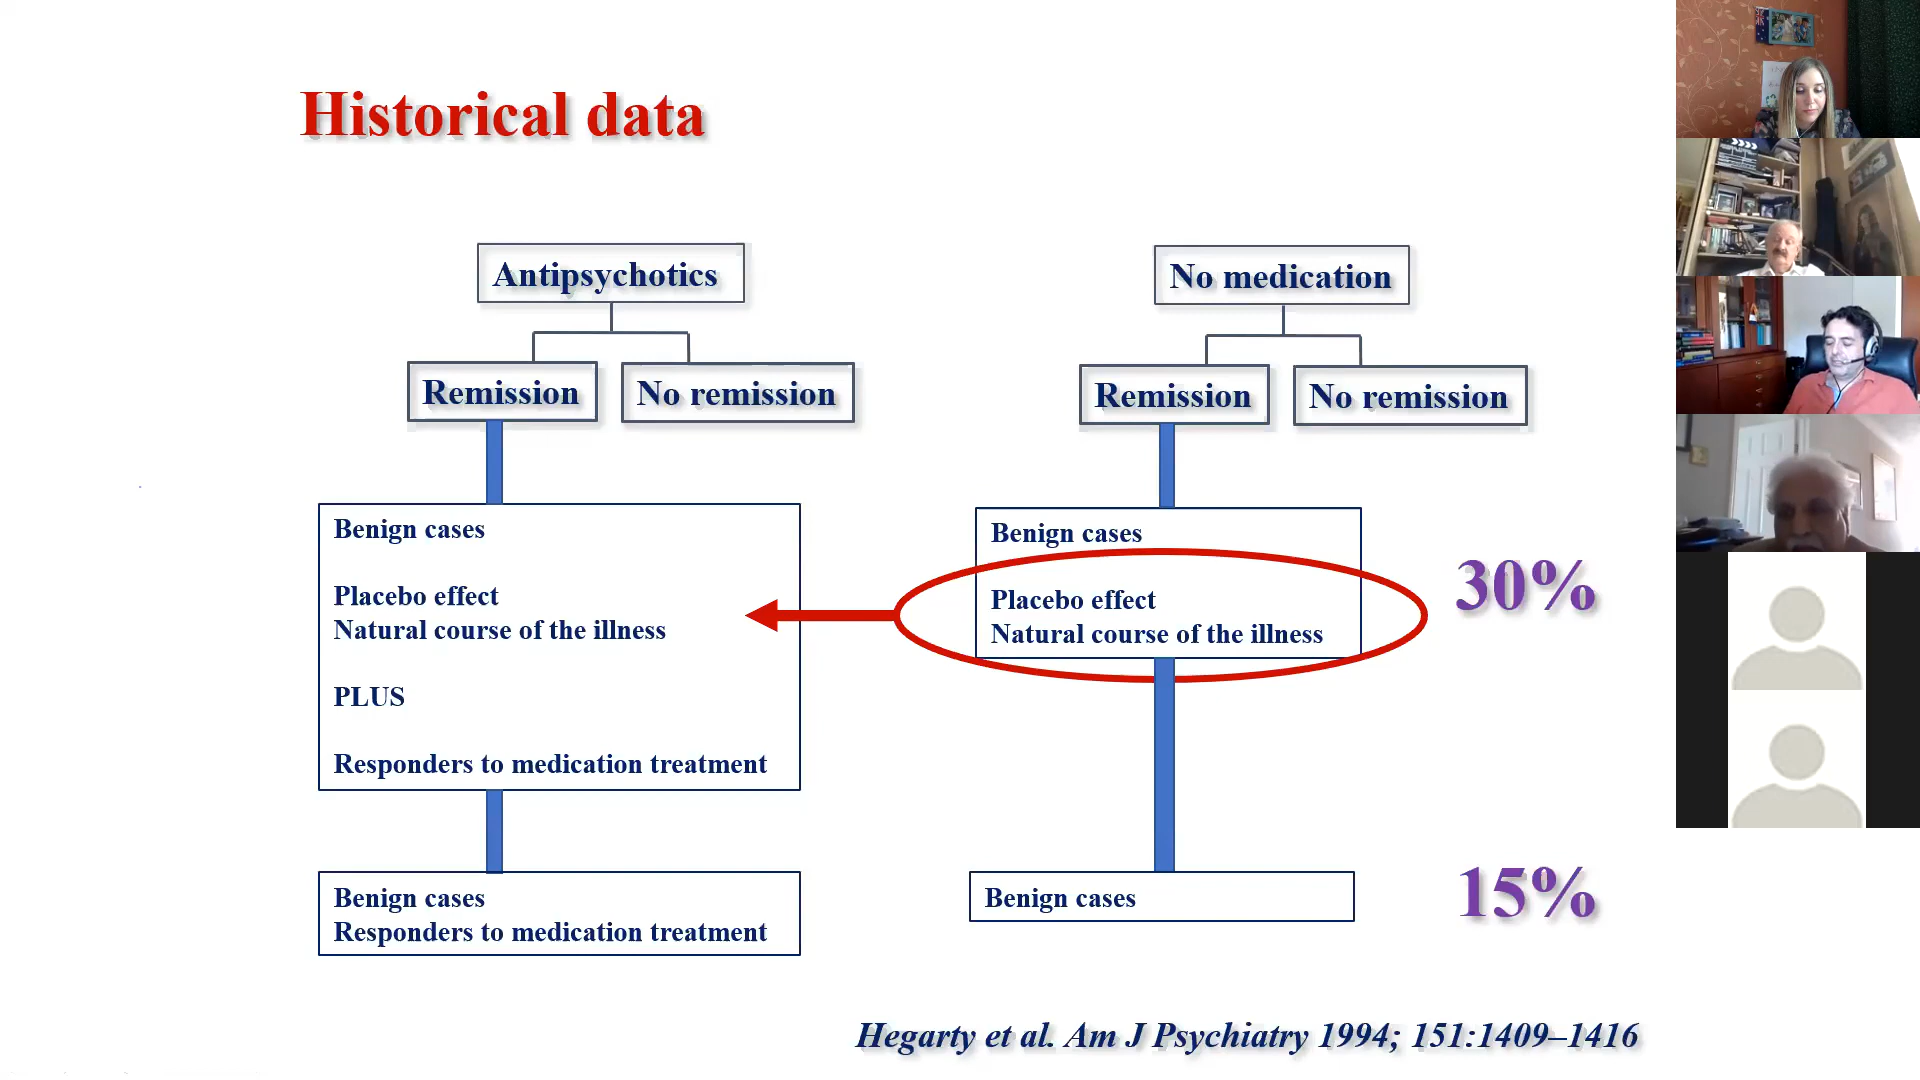 Historical data
Antipsychotics
No medication
Remission
No remission
Remission
No remission
Benign cases
Placebo effect
Natural course of the illness
PLUS
Responders to medication treatment
Benign cases
Placebo effect
Natural course of the illness
30%
Benign cases
Responders to medication treatment
Benign cases
15%
Hegarty et al. Am J Psychiatry 1994; 151:1409–1416